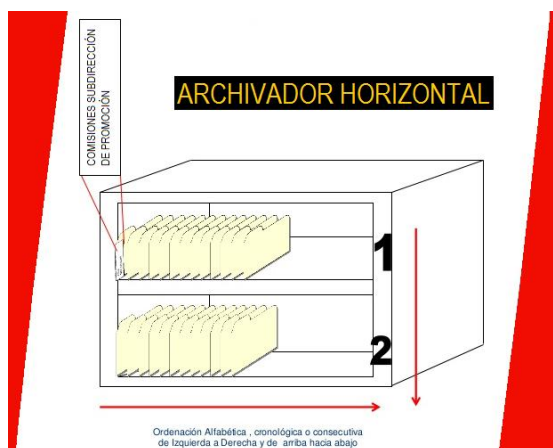 COMISIONES SUBDIRECCIÓN
DE PROMOCIÓN
ARCHIVADOR HORIZONTAL
1
2
Ordenación Alfabética , cronológica o consecutiva
de Izquierda a Derecha y de arriba hacia abajo